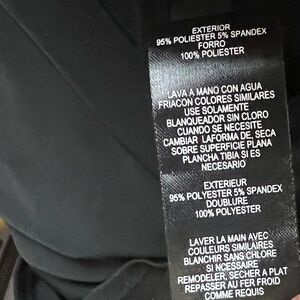 EXTERIOR
95% POLIESTER 5% SPANDEX
FORRO
100% POLIESTER
LAVA A MANO CON AGUA
FRIACON COLORES SIMILARES
USE SOLAMENTE
BLANQUEADOR SIN CLORO
CUANDO SE NECESITE
CAMBIAR LAFORMA DE, SECA
SOBRE SUPERFICIE PLANA
PLANCHA TIBIA SI ES
NECESARIO
EXTERIEUR
95% POLYESTER 5% SPANDEX
DOUBLURE
100% POLYESTER
LAVER LA MAIN AVEC
COULEURS SIMILAIRES
BLANCHIR SANS CHLORE
SI NCESSAIRE
REMODELER, SECHER A PLAT
REPASSER AU FER FROID
COMME REQUIS